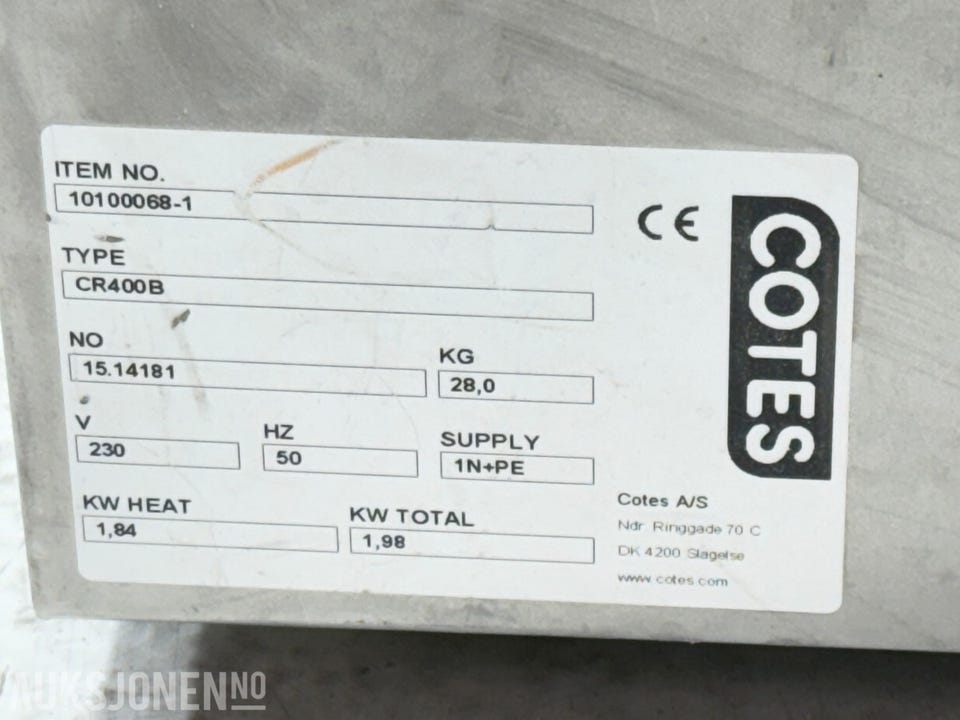 ITEM NO.
10100068-1
CE
TYPE
CR400B
COTES
NO
15.14181
KG
28,0
V
230
HZ
50
SUPPLY
1N+PE
KW HEAT
1,84
KW TOTAL
1,98
Cotes A/S
Ndr Ringgade 70 C
DK 4200 Slagelse
www.cotes.com
AUKSJONEN NO